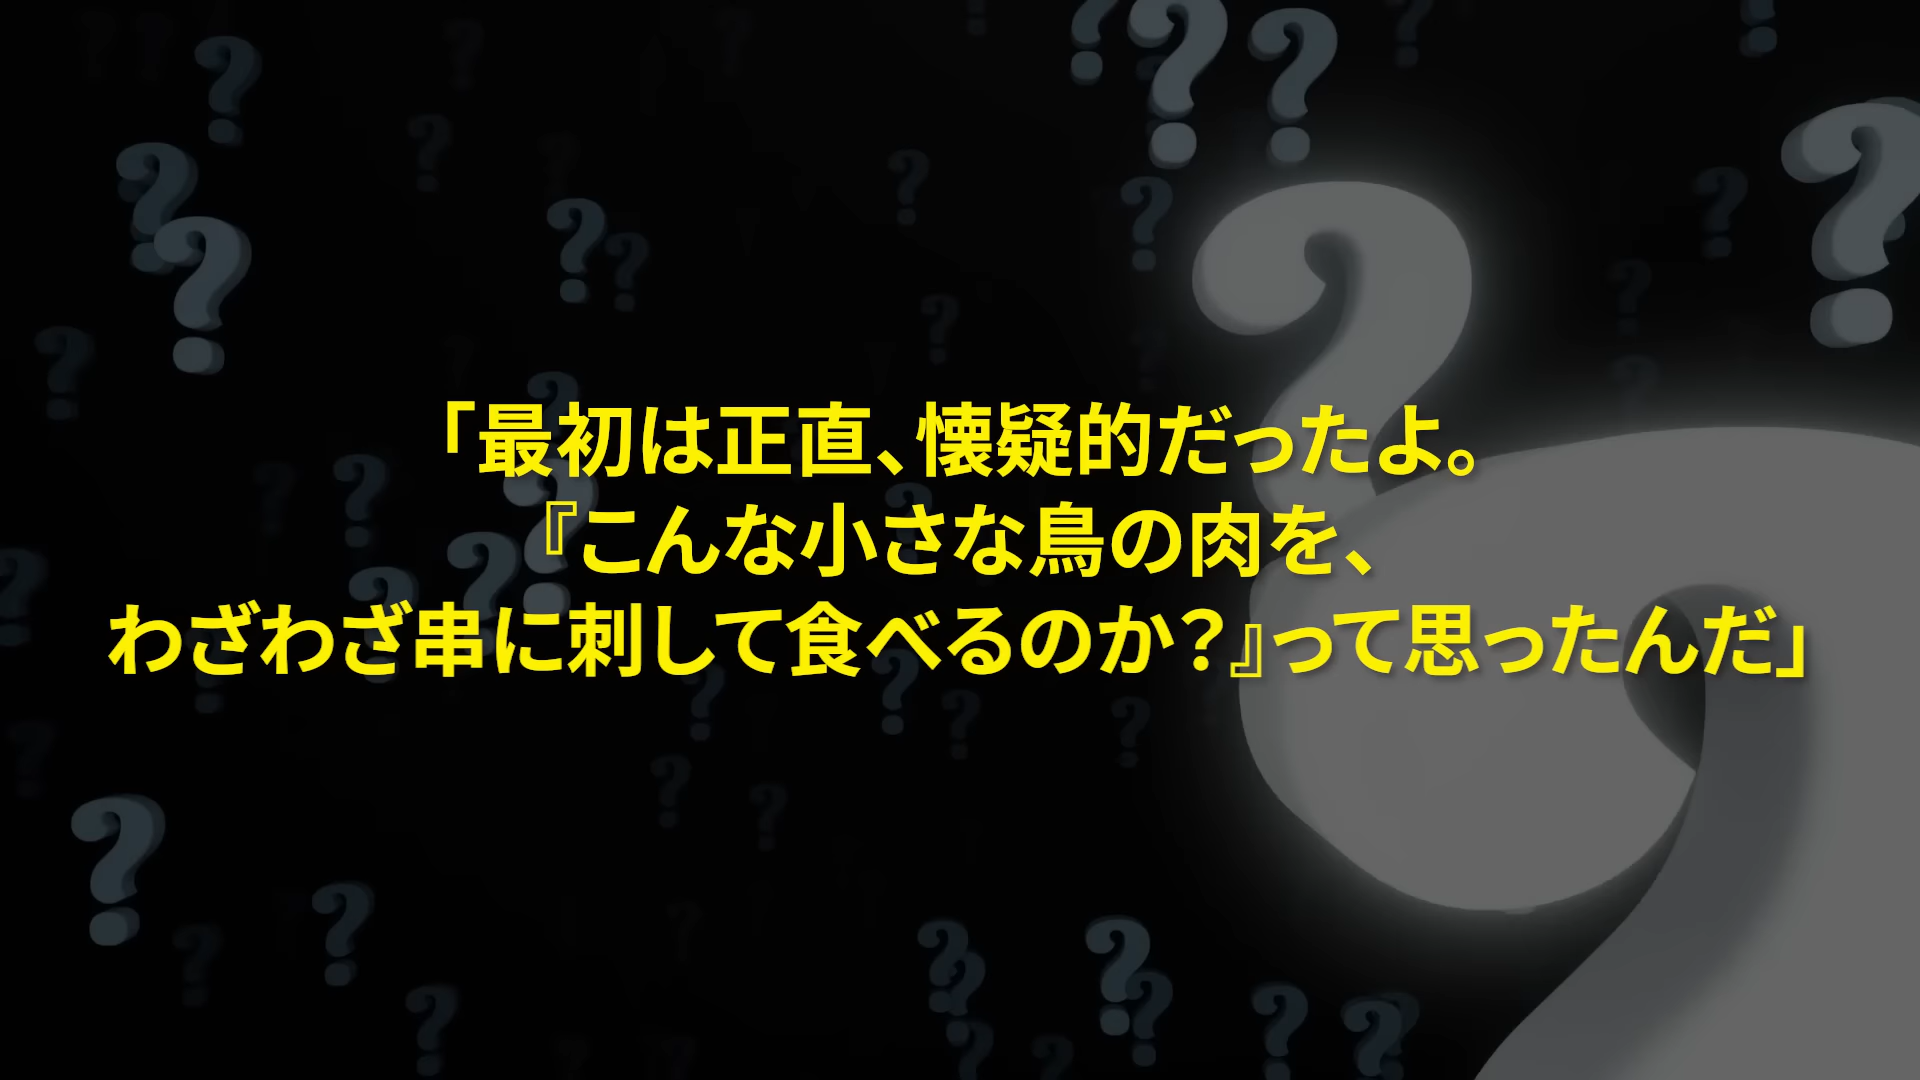 「最初は正直、懐疑的だったよ。
『こんな小さな鳥の肉を、
わざわざ串に刺して食べるのか？』って思ったんだ」